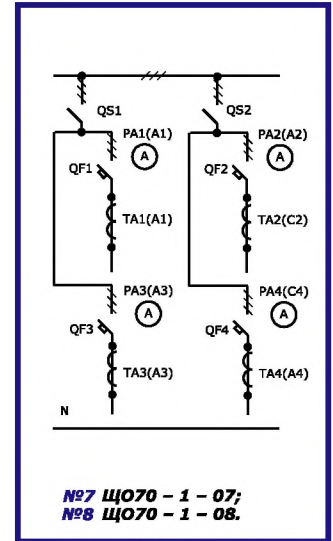 QS1
QS2
PA1(A1)
PA2(A2)
A
A
QF1
QF2
TA1(A1)
TA2(C2)
PA3(A3)
PA4(C4)
A
A
QF3
QF4
TA3(A3)
TA4(A4)
N
№7 ЩО70 – 1 – 07;
№8 ЩО70 – 1 – 08.